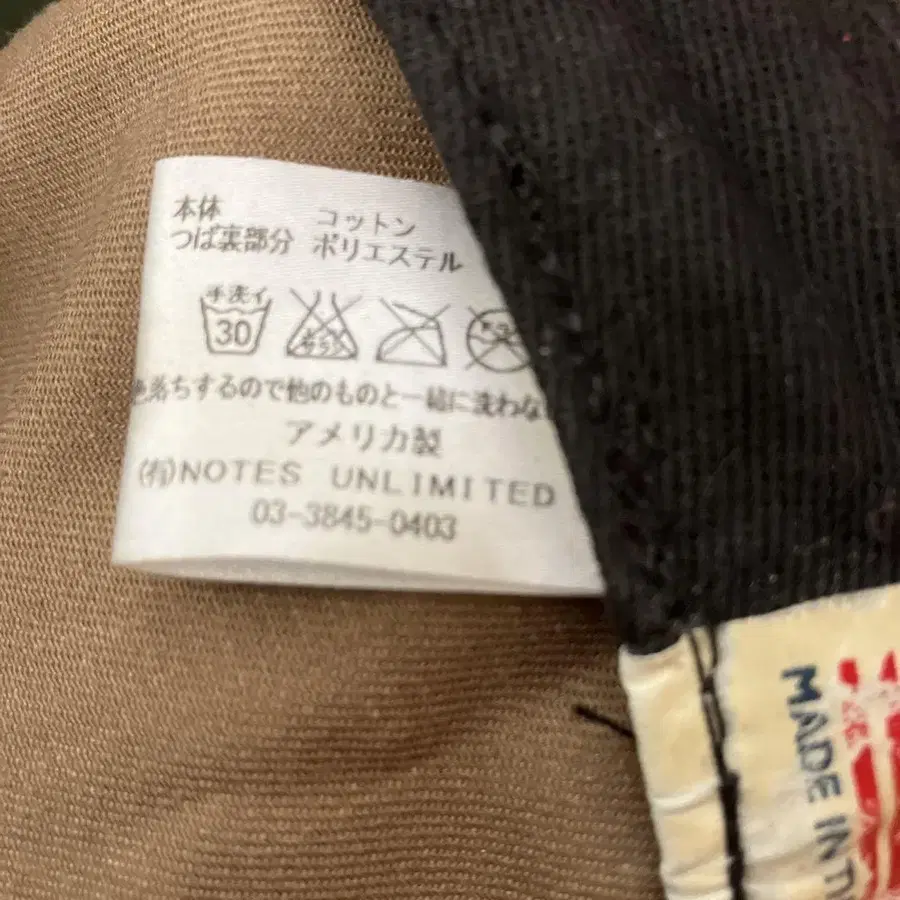 本体 コットン
つば裏部分 ポリエステル
手洗イ
30
落ちするので他のものと一緒に洗わな
アメリカ製
(有)NOTES UNLIMITED
03-3845-0403
MADE IN